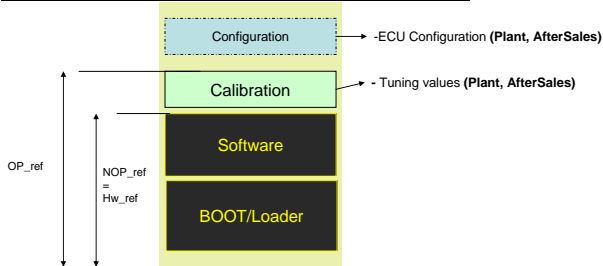 Configuration
-ECU Configuration (Plant, AfterSales)
Calibration
- Tuning values (Plant, AfterSales)
Software
OP_ref
NOP_ref
=
Hw_ref
BOOT/Loader